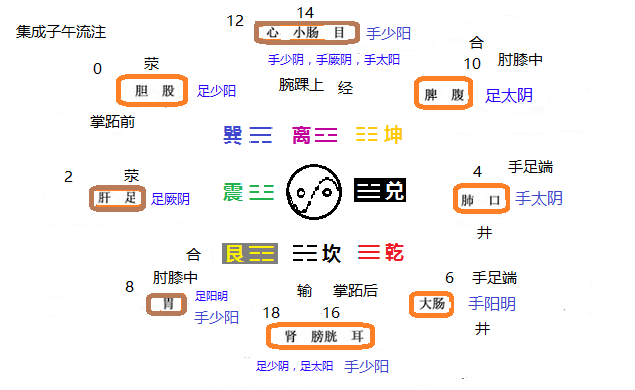 集成子午流注
12 14
心 小肠 目 手少阳
手少阴，手厥阴，手太阳
腕踝上 经
0 荥
胆 股 足少阳
掌跖前
合
10 肘膝中
脾 腹 足太阴
巽 离 坤
2 荥
肝 足 足厥阴
震 兑
4 手足端
肺 口 手太阴
井
艮 坎 乾
合
8 肘膝中
胃 足阳明
手少阳
输 掌跖后
18 16
肾 膀胱 耳
足少阴，足太阳 手少阳
6 手足端
大肠 手阳明
井